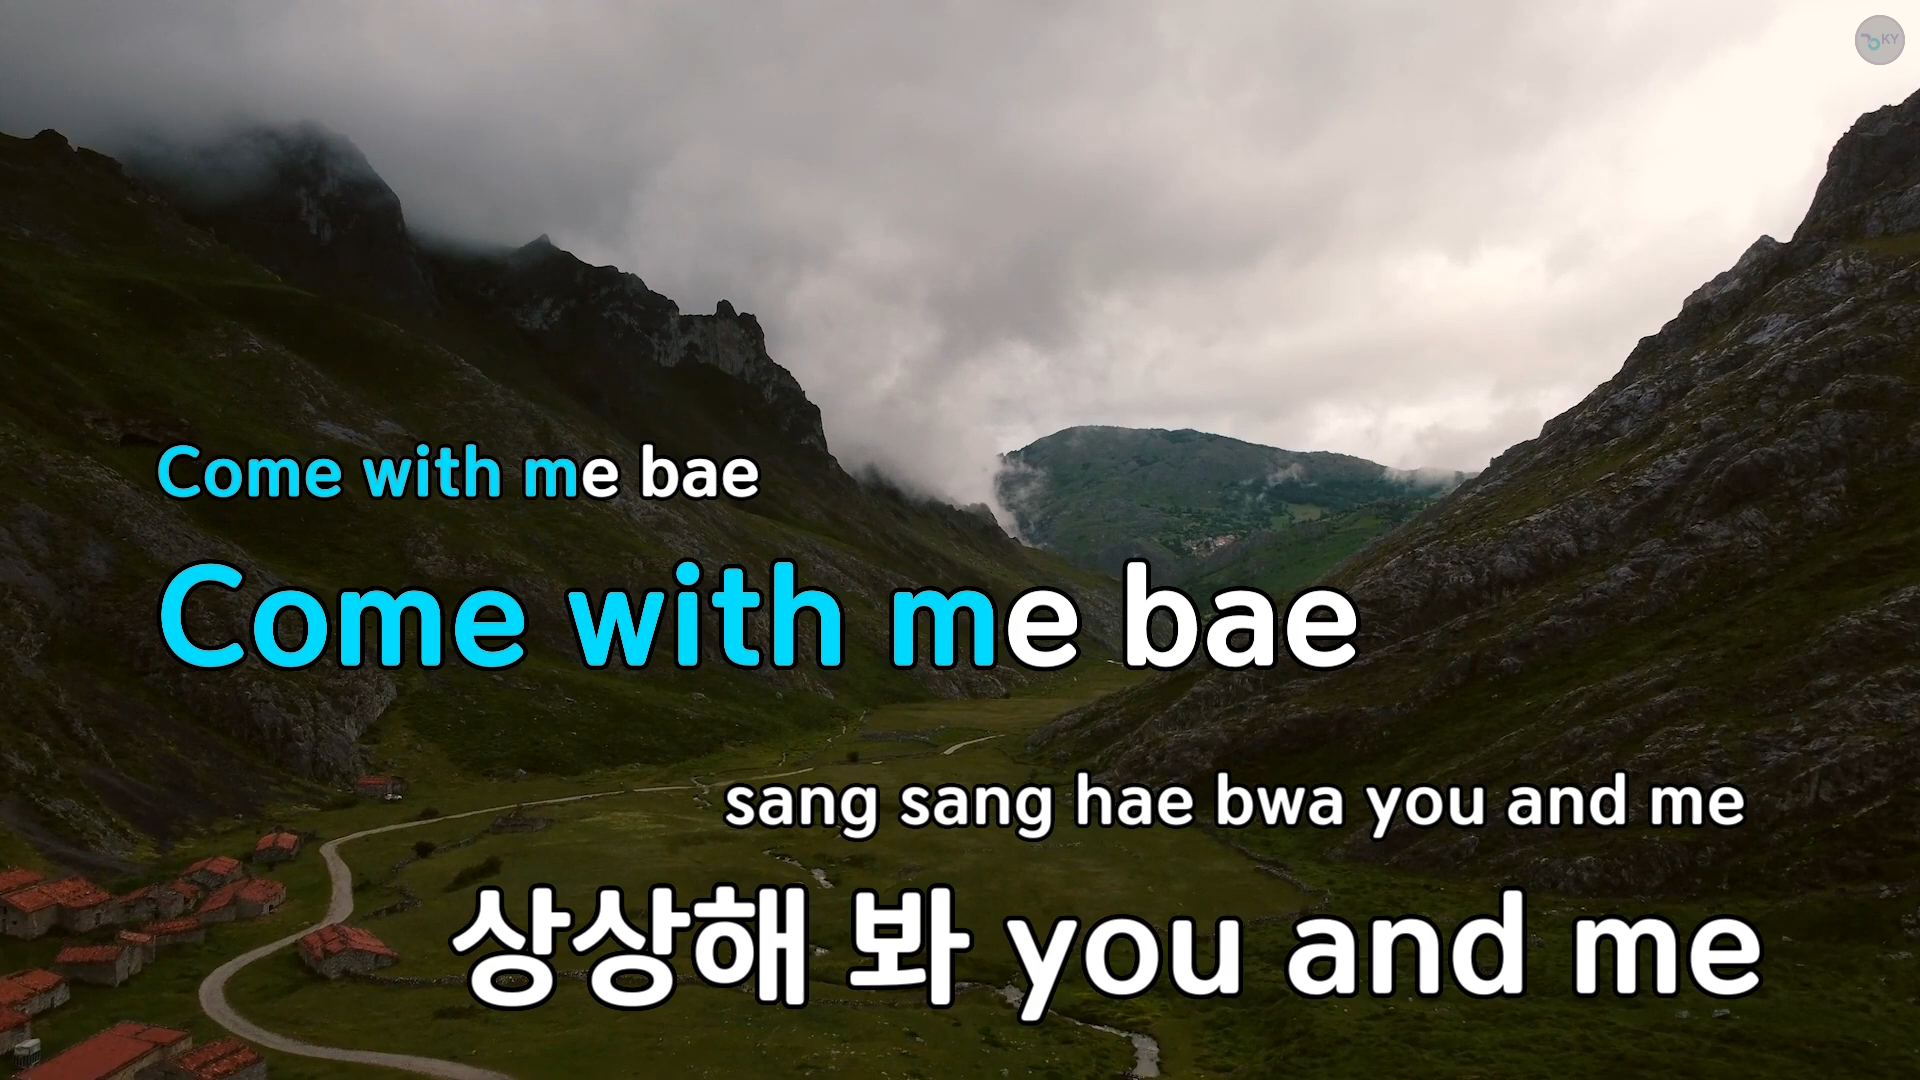 KY
Come with me bae
Come with me bae
sang sang hae bwa you and me
상상해 봐 you and me